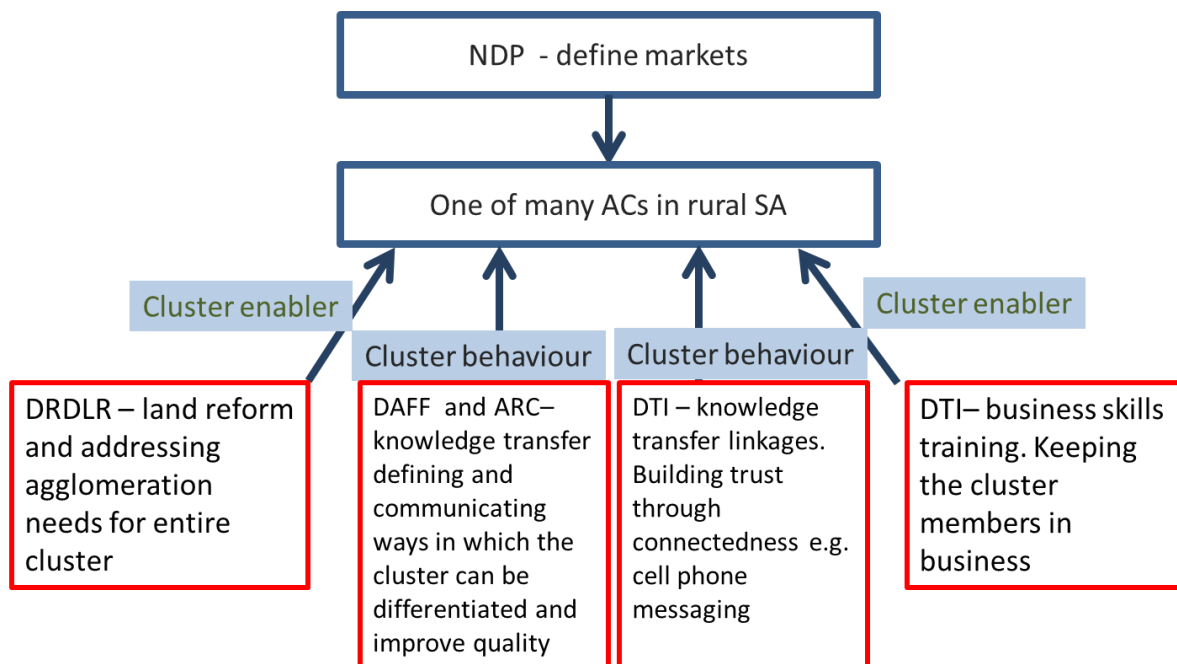 NDP - define markets
One of many ACs in rural SA
Cluster enabler
Cluster enabler
Cluster behaviour
Cluster behaviour
DRDLR – land reform
and addressing
agglomeration
needs for entire
cluster
DAFF and ARC–
knowledge transfer
defining and
communicating
ways in which the
cluster can be
differentiated and
improve quality
DTI – knowledge
transfer linkages.
Building trust
through
connectedness e.g.
cell phone
messaging
DTI– business skills
training. Keeping
the cluster
members in
business